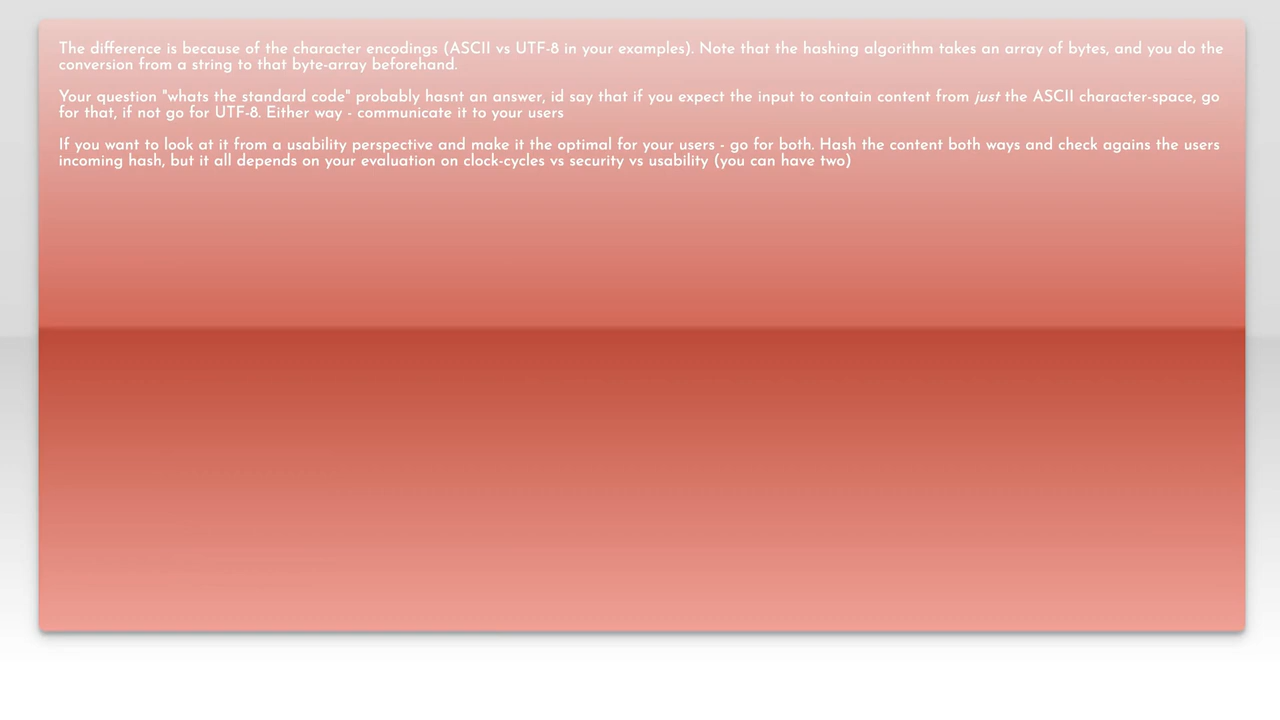 The difference is because of the character encodings (ASCII vs UTF-8 in your examples). Note that the hashing algorithm takes an array of bytes, and you do the
conversion from a string to that byte-array beforehand.
Your question "whats the standard code" probably hasnt an answer, id say that if you expect the input to contain content from just the ASCII character-space, go
for that, if not go for UTF-8. Either way - communicate it to your users
If you want to look at it from a usability perspective and make it the optimal for your users - go for both. Hash the content both ways and check agains the users
incoming hash, but it all depends on your evaluation on clock-cycles vs security vs usability (you can have two)